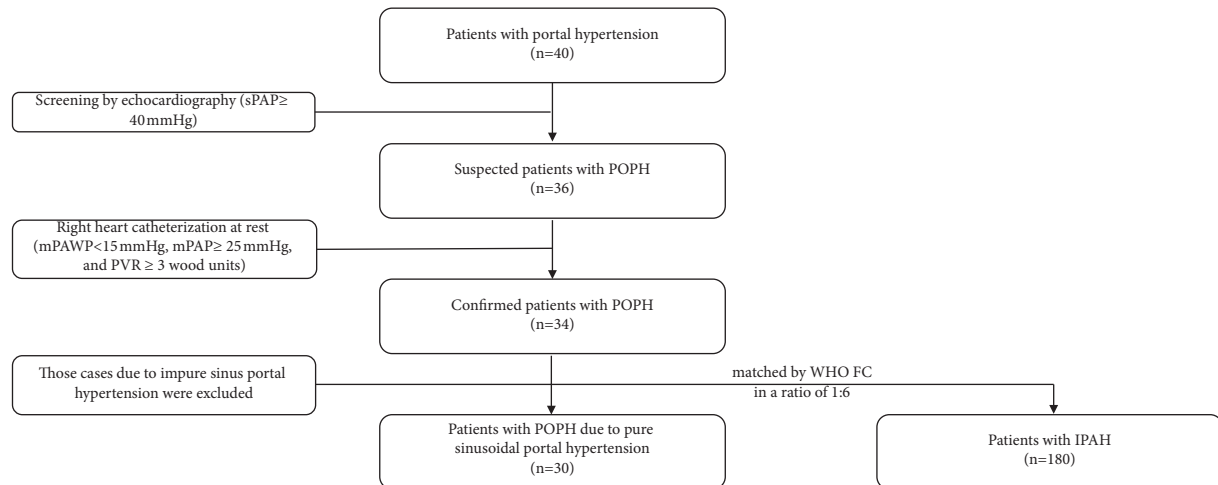 Patients with portal hypertension
(n=40)
Screening by echocardiography (sPAP≥
40 mmHg)
Suspected patients with POPH
(n=36)
Right heart catheterization at rest
(mPAWP<15 mmHg, mPAP≥ 25 mmHg,
and PVR ≥ 3 wood units)
Confirmed patients with POPH
(n=34)
Those cases due to impure sinus portal
hypertension were excluded
matched by WHO FC
in a ratio of 1:6
Patients with POPH due to pure
sinusoidal portal hypertension
(n=30)
Patients with IPAH
(n=180)